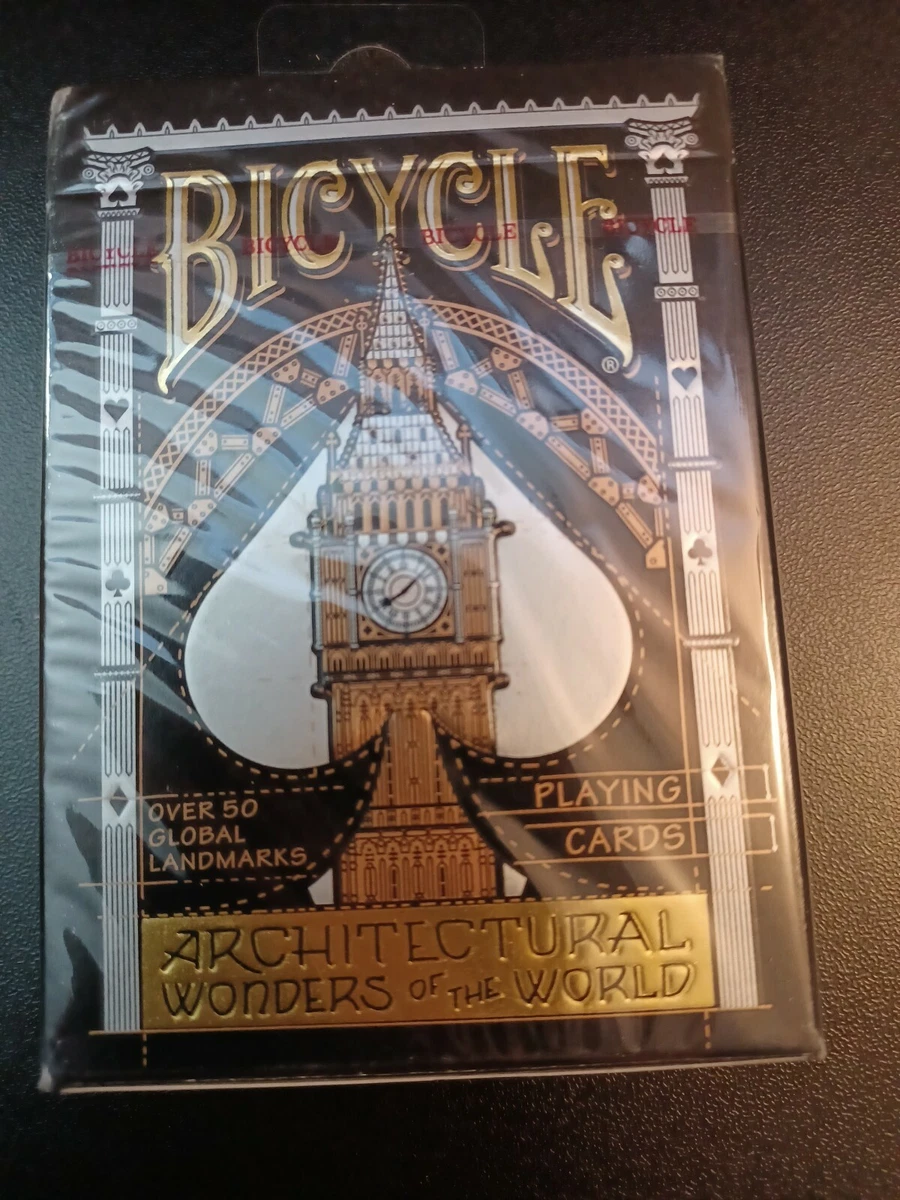 BICYCLE
BICYCLE BICYCLE BICYCLE BICYCLE
®
OVER 50
GLOBAL
LANDMARKS
PLAYING
CARDS
ARCHITECTURAL
WONDERS OF THE WORLD